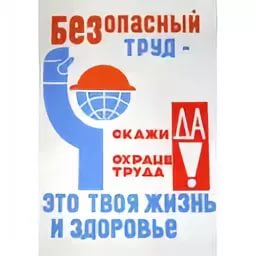 БЕЗОПАСНЫЙ
ТРУД -
СКАЖИ ДА
ОХРАНЕ
ТРУДА !
ЭТО ТВОЯ ЖИЗНЬ
И ЗДОРОВЬЕ